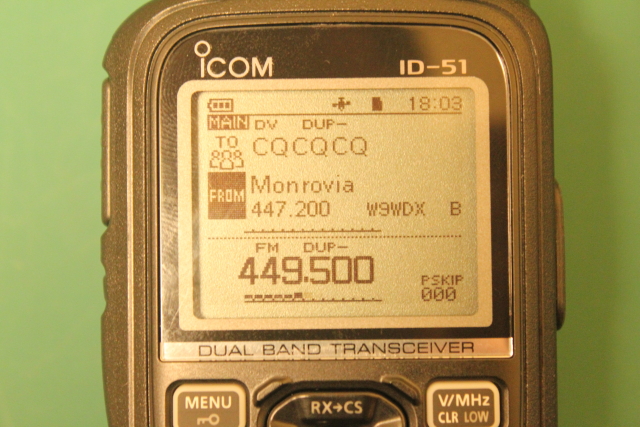 ICOM ID-51
18:03
MAIN DV DUP-
TO CQCQCQ
FROM Monrovia
447.200 W9WDX B
FM DUP-
449.500
PSKIP
000
DUAL BAND TRANSCEIVER
MENU RX→CS V/MHz
CLR LOW